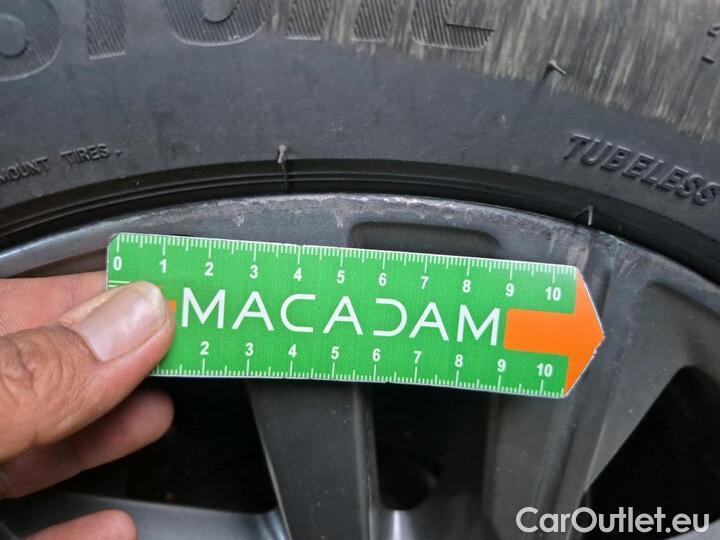 MOUNT TIRES.
TUBELESS
0 1 2 3 4 5 6 7 8 9 10
MACADAM
2 3 4 5 6 7 8 9 10
CarOutlet.eu